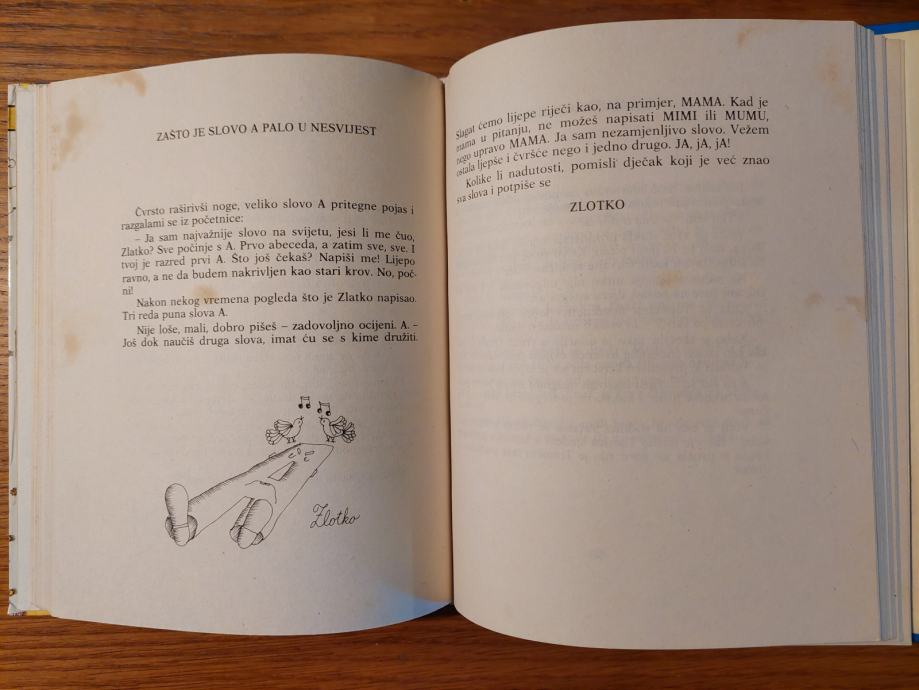 ZAŠTO JE SLOVO A PALO U NESVIJEST
Čvrsto raširivši noge, veliko slovo A pritegne pojas i
razgalami se iz početnice:
– Ja sam najvažnije slovo na svijetu, jesi li me čuo,
Zlatko? Sve počinje s A. Prvo abeceda, a zatim sve, sve. I
tvoj je razred prvi A. Što još čekaš? Napiši me! Lijepo
ravno, a ne da budem nakrivljen kao stari krov. No, poč-
ni!
Nakon nekog vremena pogleda što je Zlatko napisao.
Tri reda puna slova A.
Nije loše, mali, dobro pišeš – zadovoljno ocijeni. A. –
Još dok naučiš druga slova, imat ću se s kime družiti.
Zlotko
Slagat ćemo lijepe riječi kao, na primjer, MAMA. Kad je
mama u pitanju, ne možeš napisati MIMI ili MUMU,
nego upravo MAMA. Ja sam nezamjenljivo slovo. Vežem
ostala ljepše i čvršće nego i jedno drugo. JA, jA, jA!
Kolike li nadutosti, pomisli dječak koji je već znao
sva slova i potpiše se
ZLOTKO